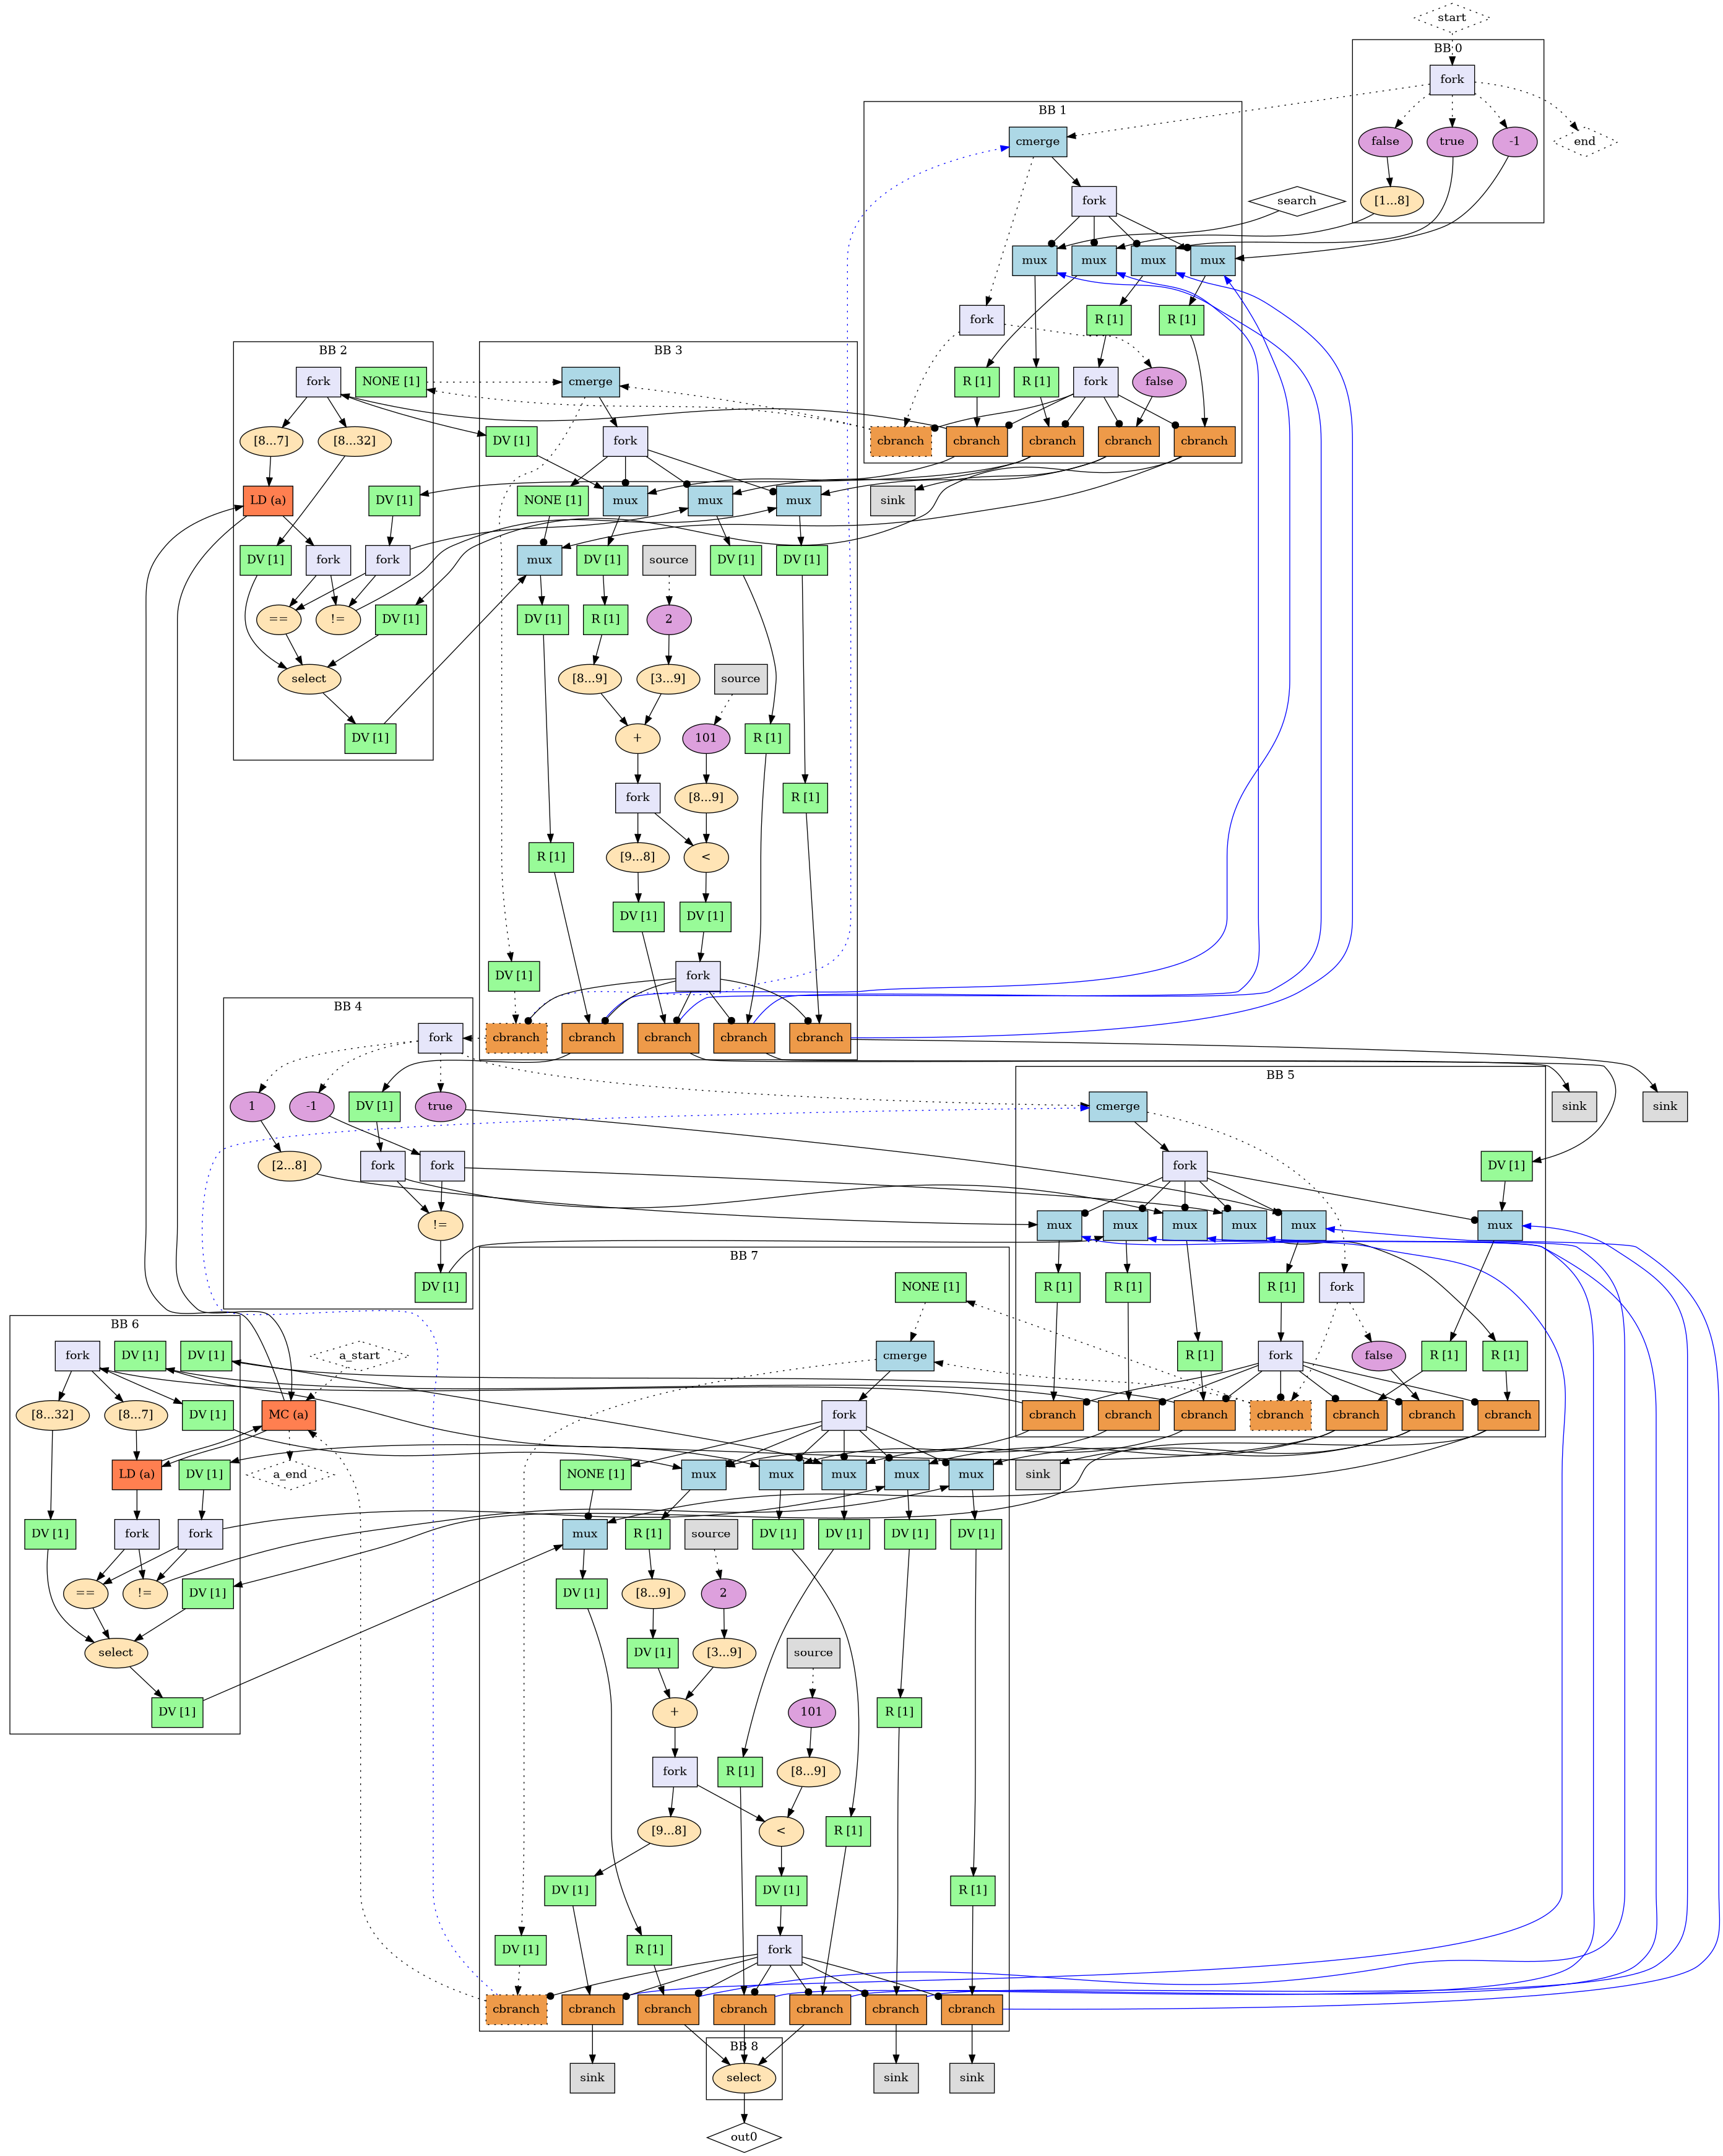 start
BB 0
fork
false
true
-1
end
[1...8]
BB 1
cmerge
fork
search
mux
mux
mux
mux
fork
R [1]
R [1]
R [1]
R [1]
fork
false
cbranch
cbranch
cbranch
cbranch
cbranch
sink
BB 2
fork
NONE [1]
[8...7]
[8...32]
LD (a)
DV [1]
DV [1]
fork
fork
==
!=
DV [1]
select
DV [1]
BB 3
cmerge
DV [1]
fork
NONE [1]
mux
mux
mux
mux
DV [1]
source
DV [1]
DV [1]
DV [1]
R [1]
2
[8...9]
[3...9]
source
+
101
R [1]
fork
[8...9]
R [1]
R [1]
[9...8]
<
DV [1]
DV [1]
DV [1]
fork
cbranch
cbranch
cbranch
cbranch
cbranch
BB 4
fork
1
-1
DV [1]
true
[2...8]
fork
fork
!=
DV [1]
BB 5
cmerge
sink
sink
fork
DV [1]
mux
mux
mux
mux
mux
mux
R [1]
R [1]
R [1]
fork
R [1]
fork
false
R [1]
R [1]
cbranch
cbranch
cbranch
cbranch
cbranch
cbranch
cbranch
sink
BB 6
fork
DV [1]
DV [1]
a_start
[8...32]
[8...7]
DV [1]
MC (a)
LD (a)
DV [1]
a_end
DV [1]
fork
fork
==
!=
DV [1]
select
DV [1]
BB 7
NONE [1]
cmerge
fork
NONE [1]
mux
mux
mux
mux
mux
mux
R [1]
source
DV [1]
DV [1]
DV [1]
DV [1]
DV [1]
[8...9]
2
DV [1]
[3...9]
source
+
101
R [1]
fork
R [1]
[8...9]
[9...8]
<
R [1]
DV [1]
DV [1]
R [1]
DV [1]
R [1]
fork
cbranch
cbranch
cbranch
cbranch
cbranch
cbranch
cbranch
BB 8
sink
select
sink
sink
out0